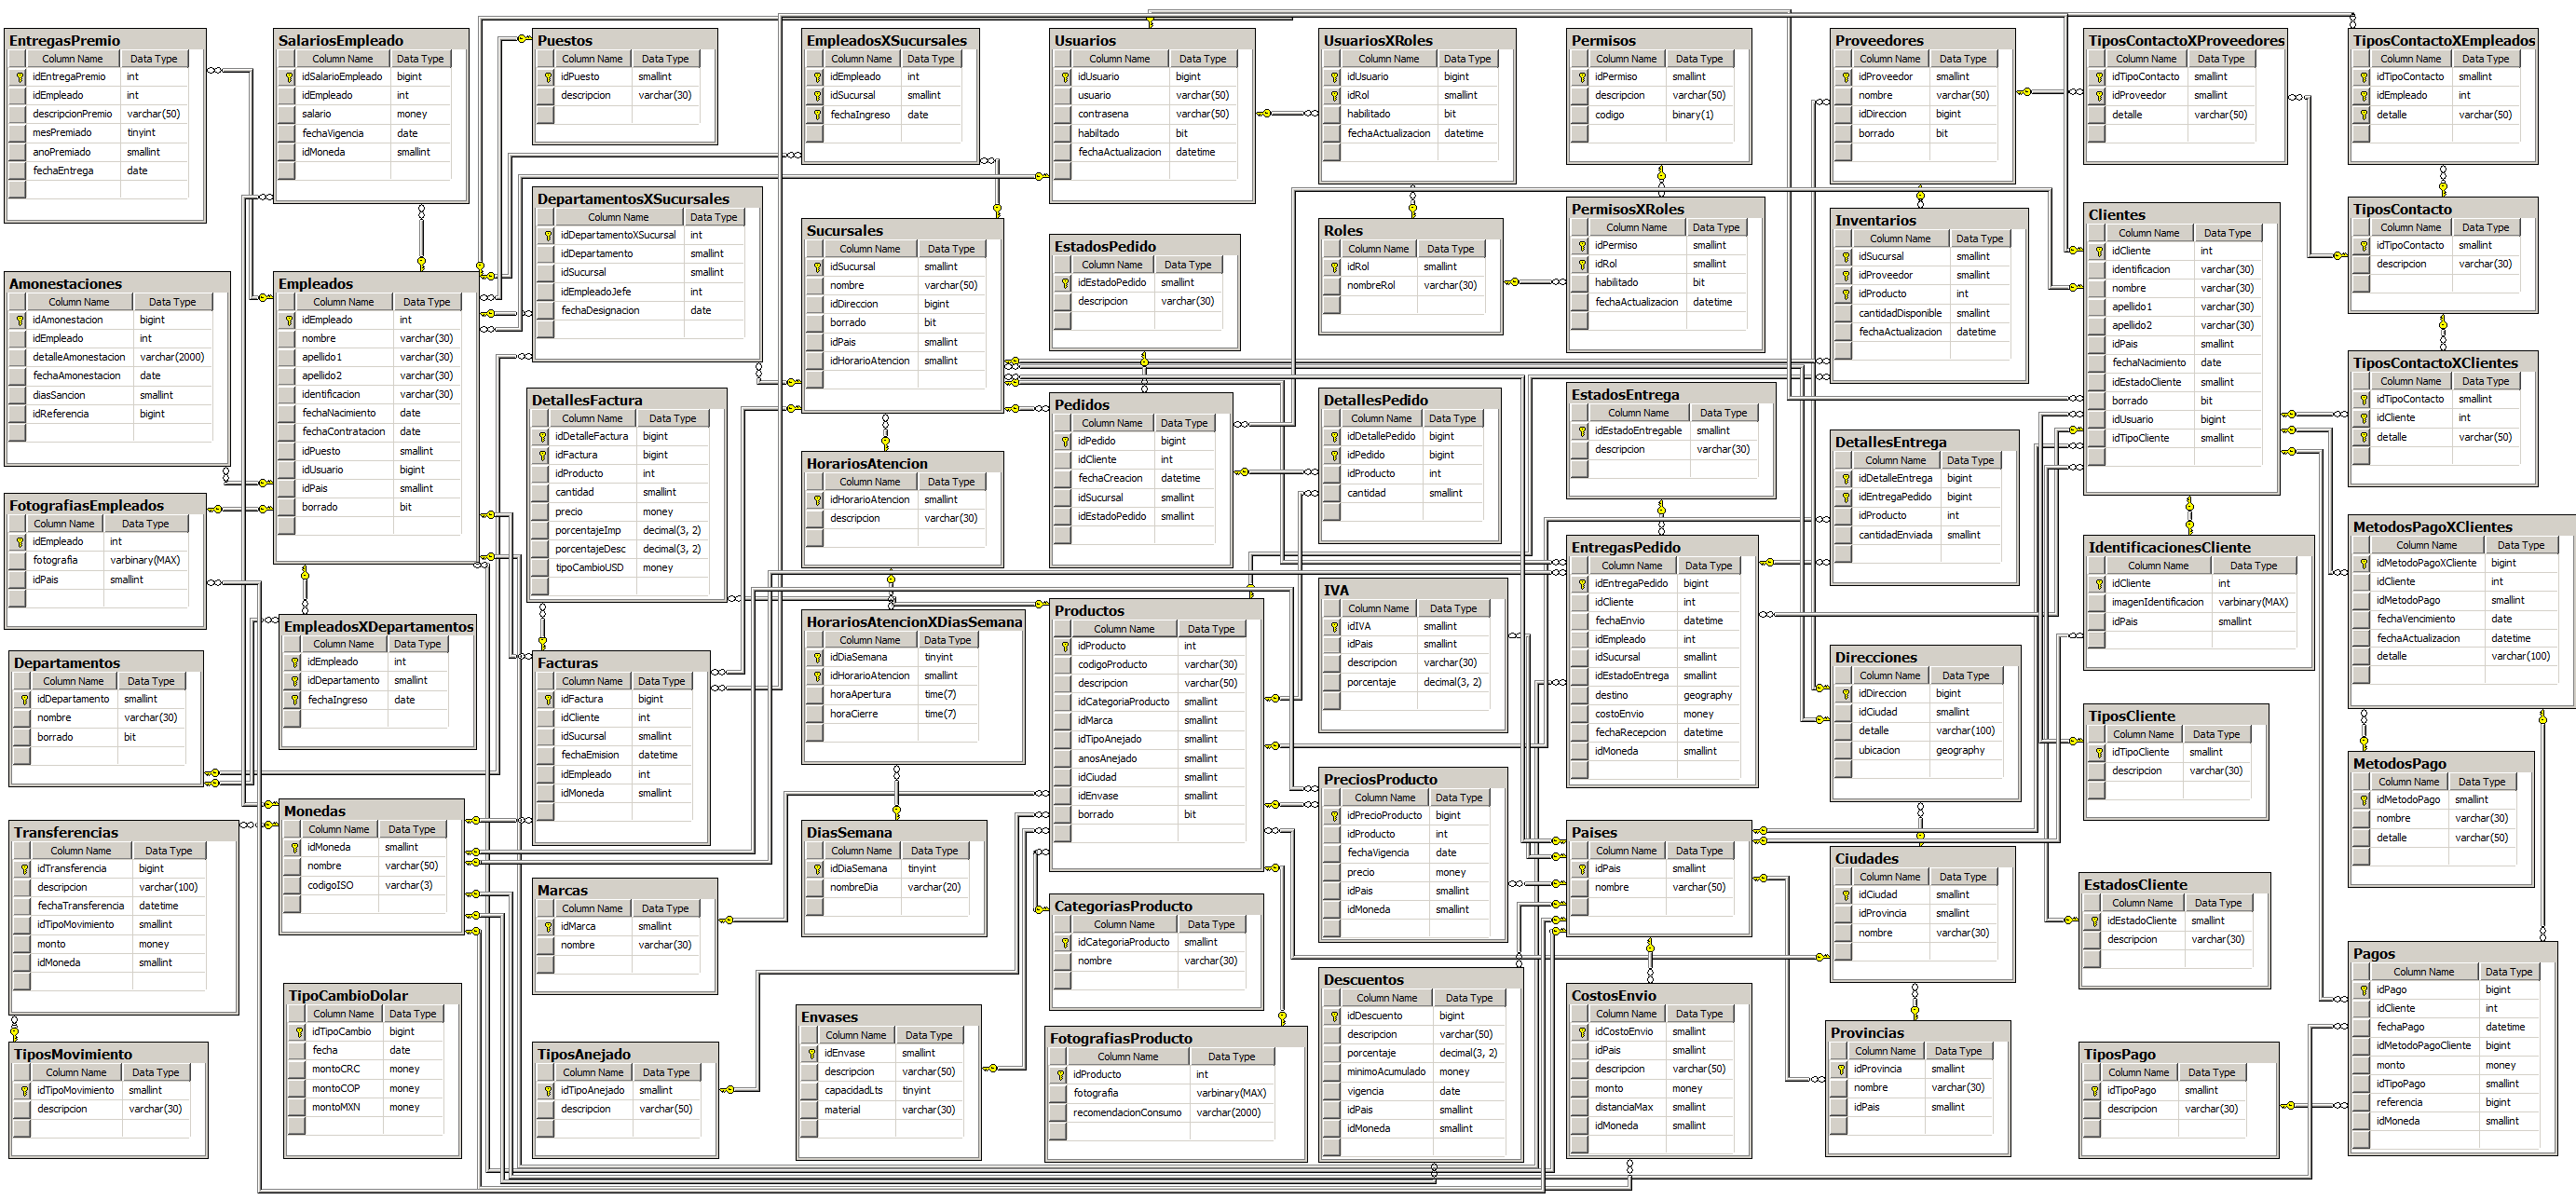 EntregasPremio
Column Name Data Type
idEntregaPremio int
idEmpleado int
descripcionPremio varchar(50)
mesPremiado tinyint
anoPremiado smallint
fechaEntrega date
SalariosEmpleado
Column Name Data Type
idSalarioEmpleado bigint
idEmpleado int
salario money
fechaVigencia date
idMoneda smallint
Puestos
Column Name Data Type
idPuesto smallint
descripcion varchar(30)
EmpleadosXSucursales
Column Name Data Type
idEmpleado int
idSucursal smallint
fechaIngreso date
Usuarios
Column Name Data Type
idUsuario bigint
usuario varchar(50)
contrasena varchar(50)
habiltado bit
fechaActualizacion datetime
UsuariosXRoles
Column Name Data Type
idUsuario bigint
idRol smallint
habilitado bit
fechaActualizacion datetime
Permisos
Column Name Data Type
idPermiso smallint
descripcion varchar(50)
codigo binary(1)
Proveedores
Column Name Data Type
idProveedor smallint
nombre varchar(50)
idDireccion bigint
borrado bit
TiposContactoXProveedores
Column Name Data Type
idTipoContacto smallint
idProveedor smallint
detalle varchar(50)
TiposContactoXEmpleados
Column Name Data Type
idTipoContacto smallint
idEmpleado int
detalle varchar(50)
DepartamentosXSucursales
Column Name Data Type
idDepartamentoXSucursal int
idDepartamento smallint
idSucursal smallint
idEmpleadoJefe int
fechaDesignacion date
Sucursales
Column Name Data Type
idSucursal smallint
nombre varchar(50)
idDireccion bigint
borrado bit
idPais smallint
idHorarioAtencion smallint
EstadosPedido
Column Name Data Type
idEstadoPedido smallint
descripcion varchar(30)
Roles
Column Name Data Type
idRol smallint
nombreRol varchar(30)
PermisosXRoles
Column Name Data Type
idPermiso smallint
idRol smallint
habilitado bit
fechaActualizacion datetime
Inventarios
Column Name Data Type
idSucursal smallint
idProveedor smallint
idProducto int
cantidadDisponible smallint
fechaActualizacion datetime
Clientes
Column Name Data Type
idCliente int
identificacion varchar(30)
nombre varchar(30)
apellido1 varchar(30)
apellido2 varchar(30)
idPais smallint
fechaNacimiento date
idEstadoCliente smallint
borrado bit
idUsuario bigint
idTipoCliente smallint
TiposContacto
Column Name Data Type
idTipoContacto smallint
descripcion varchar(30)
Amonestaciones
Column Name Data Type
idAmonestacion bigint
idEmpleado int
detalleAmonestacion varchar(2000)
fechaAmonestacion date
diasSancion smallint
idReferencia bigint
Empleados
Column Name Data Type
idEmpleado int
nombre varchar(30)
apellido1 varchar(30)
apellido2 varchar(30)
identificacion varchar(30)
fechaNacimiento date
fechaContratacion date
idPuesto smallint
idUsuario bigint
idPais smallint
borrado bit
DetallesFactura
Column Name Data Type
idDetalleFactura bigint
idFactura bigint
idProducto int
cantidad smallint
precio money
porcentajeImp decimal(3, 2)
porcentajeDesc decimal(3, 2)
tipoCambioUSD money
HorariosAtencion
Column Name Data Type
idHorarioAtencion smallint
descripcion varchar(30)
Pedidos
Column Name Data Type
idPedido bigint
idCliente int
fechaCreacion datetime
idSucursal smallint
idEstadoPedido smallint
DetallesPedido
Column Name Data Type
idDetallePedido bigint
idPedido bigint
idProducto int
cantidad smallint
EstadosEntrega
Column Name Data Type
idEstadoEntregable smallint
descripcion varchar(30)
DetallesEntrega
Column Name Data Type
idDetalleEntrega bigint
idEntregaPedido bigint
idProducto int
cantidadEnviada smallint
TiposContactoXClientes
Column Name Data Type
idTipoContacto smallint
idCliente int
detalle varchar(50)
FotografiasEmpleados
Column Name Data Type
idEmpleado int
fotografia varbinary(MAX)
idPais smallint
EmpleadosXDepartamentos
Column Name Data Type
idEmpleado int
idDepartamento smallint
fechaIngreso date
Facturas
Column Name Data Type
idFactura bigint
idCliente int
idSucursal smallint
fechaEmision datetime
idEmpleado int
idMoneda smallint
HorariosAtencionXDiasSemana
Column Name Data Type
idDiaSemana tinyint
idHorarioAtencion smallint
horaApertura time(7)
horaCierre time(7)
Productos
Column Name Data Type
idProducto int
codigoProducto varchar(30)
descripcion varchar(50)
idCategoriaProducto smallint
idMarca smallint
idTipoAnejado smallint
anosAnejado smallint
idCiudad smallint
idEnvase smallint
borrado bit
IVA
Column Name Data Type
idIVA smallint
idPais smallint
descripcion varchar(30)
porcentaje decimal(3, 2)
EntregasPedido
Column Name Data Type
idEntregaPedido bigint
idCliente int
fechaEnvio datetime
idEmpleado int
idSucursal smallint
idEstadoEntrega smallint
destino geography
costoEnvio money
fechaRecepcion datetime
idMoneda smallint
Direcciones
Column Name Data Type
idDireccion bigint
idCiudad smallint
detalle varchar(100)
ubicacion geography
IdentificacionesCliente
Column Name Data Type
idCliente int
imagenIdentificacion varbinary(MAX)
idPais smallint
MetodosPagoXClientes
Column Name Data Type
idMetodoPagoXCliente bigint
idCliente int
idMetodoPago smallint
fechaVencimiento date
fechaActualizacion datetime
detalle varchar(100)
Departamentos
Column Name Data Type
idDepartamento smallint
nombre varchar(30)
borrado bit
Monedas
Column Name Data Type
idMoneda smallint
nombre varchar(50)
codigoISO varchar(3)
DiasSemana
Column Name Data Type
idDiaSemana tinyint
nombreDia varchar(20)
PreciosProducto
Column Name Data Type
idPrecioProducto bigint
idProducto int
fechaVigencia date
precio money
idPais smallint
idMoneda smallint
Paises
Column Name Data Type
idPais smallint
nombre varchar(50)
Ciudades
Column Name Data Type
idCiudad smallint
idProvincia smallint
nombre varchar(30)
TiposCliente
Column Name Data Type
idTipoCliente smallint
descripcion varchar(30)
MetodosPago
Column Name Data Type
idMetodoPago smallint
nombre varchar(30)
detalle varchar(50)
Transferencias
Column Name Data Type
idTransferencia bigint
descripcion varchar(100)
fechaTransferencia datetime
idTipoMovimiento smallint
monto money
idMoneda smallint
Marcas
Column Name Data Type
idMarca smallint
nombre varchar(30)
CategoriasProducto
Column Name Data Type
idCategoriaProducto smallint
nombre varchar(30)
EstadosCliente
Column Name Data Type
idEstadoCliente smallint
descripcion varchar(30)
TipoCambioDolar
Column Name Data Type
idTipoCambio bigint
fecha date
montoCRC money
montoCOP money
montoMXN money
Envases
Column Name Data Type
idEnvase smallint
descripcion varchar(50)
capacidadLts tinyint
material varchar(30)
Descuentos
Column Name Data Type
idDescuento bigint
descripcion varchar(50)
porcentaje decimal(3, 2)
minimoAcumulado money
vigencia date
idPais smallint
idMoneda smallint
CostosEnvio
Column Name Data Type
idCostoEnvio smallint
idPais smallint
descripcion varchar(50)
monto money
distanciaMax smallint
idMoneda smallint
Provincias
Column Name Data Type
idProvincia smallint
nombre varchar(30)
idPais smallint
Pagos
Column Name Data Type
idPago bigint
idCliente int
fechaPago datetime
idMetodoPagoCliente bigint
monto money
idTipoPago smallint
referencia bigint
idMoneda smallint
TiposMovimiento
Column Name Data Type
idTipoMovimiento smallint
descripcion varchar(30)
TiposAnejado
Column Name Data Type
idTipoAnejado smallint
descripcion varchar(50)
FotografiasProducto
Column Name Data Type
idProducto int
fotografia varbinary(MAX)
recomendacionConsumo varchar(2000)
TiposPago
Column Name Data Type
idTipoPago smallint
descripcion varchar(30)